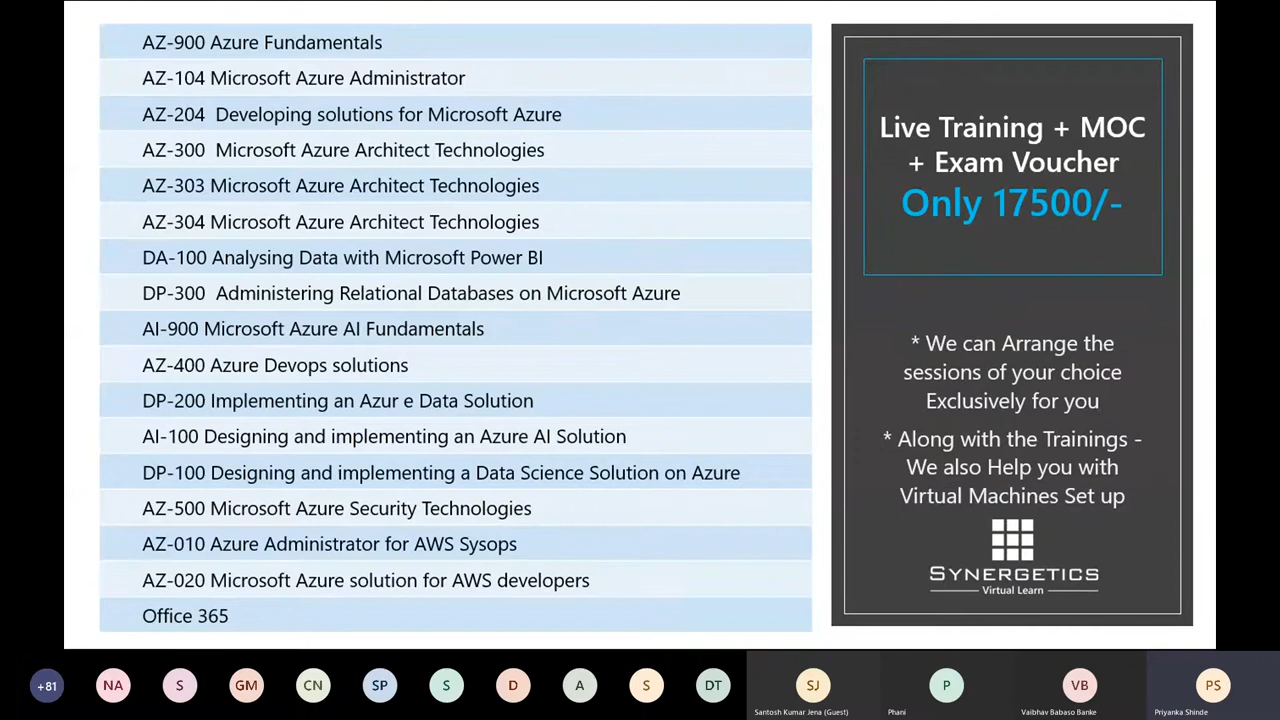 AZ-900 Azure Fundamentals
AZ-104 Microsoft Azure Administrator
AZ-204  Developing solutions for Microsoft Azure
AZ-300  Microsoft Azure Architect Technologies
AZ-303 Microsoft Azure Architect Technologies
AZ-304 Microsoft Azure Architect Technologies
DA-100 Analysing Data with Microsoft Power BI
DP-300  Administering Relational Databases on Microsoft Azure
AI-900 Microsoft Azure AI Fundamentals
AZ-400 Azure Devops solutions
DP-200 Implementing an Azur e Data Solution
AI-100 Designing and implementing an Azure AI Solution
DP-100 Designing and implementing a Data Science Solution on Azure
AZ-500 Microsoft Azure Security Technologies
AZ-010 Azure Administrator for AWS Sysops
AZ-020 Microsoft Azure solution for AWS developers
Office 365
Live Training + MOC
+ Exam Voucher
Only 17500/-
* We can Arrange the
sessions of your choice
Exclusively for you
* Along with the Trainings -
We also Help you with
Virtual Machines Set up
SYNERGETICS
Virtual Learn
+81 NA S GM CN SP S D A S DT SJ P VB PS
Santosh Kumar Jena (Guest) Phani Vaibhav Babaso Banke Priyanka Shinde